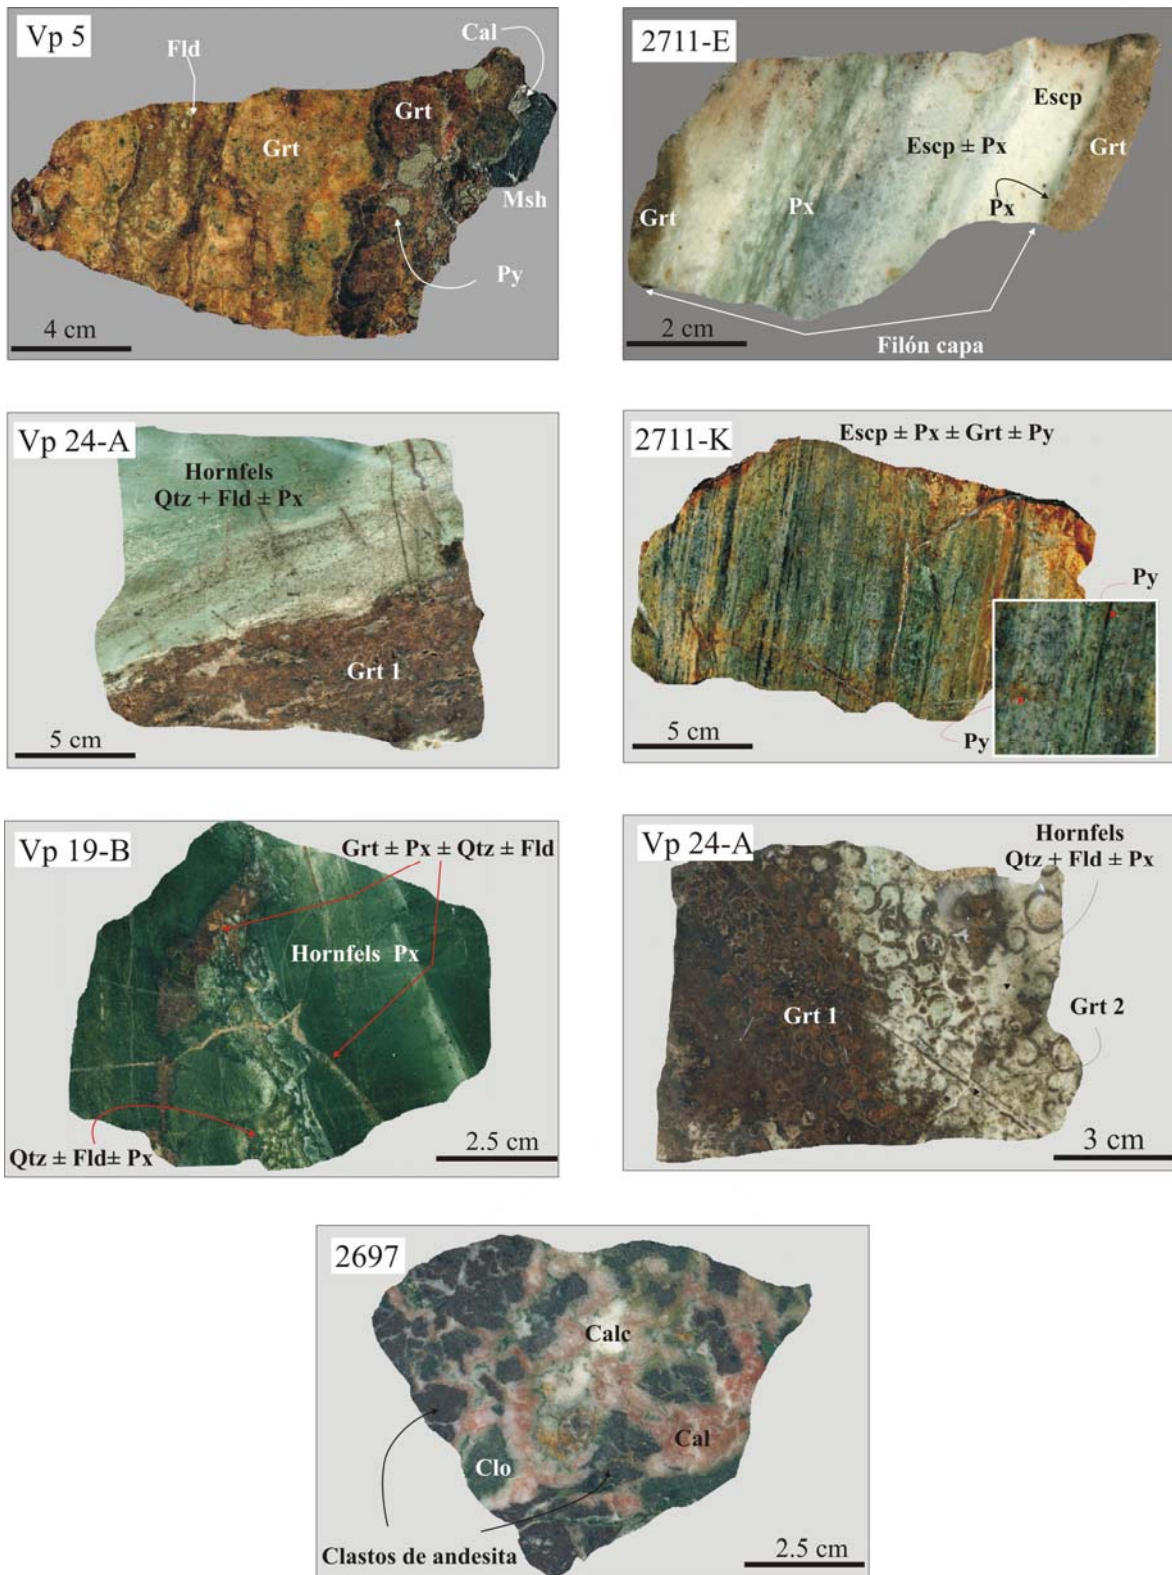 Vp 5
Fld
Cal
Grt
Grt
Msh
Py
4 cm
2711-E
Escp
Escp ± Px
Grt
Px
Px
Grt
2 cm
Filón capa
Vp 24-A
Hornfels
Qtz + Fld ± Px
Grt 1
5 cm
2711-K
Escp ± Px ± Grt ± Py
Py
Py
5 cm
Vp 19-B
Grt ± Px ± Qtz ± Fld
Hornfels Px
Qtz ± Fld± Px
2.5 cm
Vp 24-A
Hornfels
Qtz + Fld ± Px
Grt 1
Grt 2
3 cm
2697
Calc
Cal
Clo
Clastos de andesita
2.5 cm